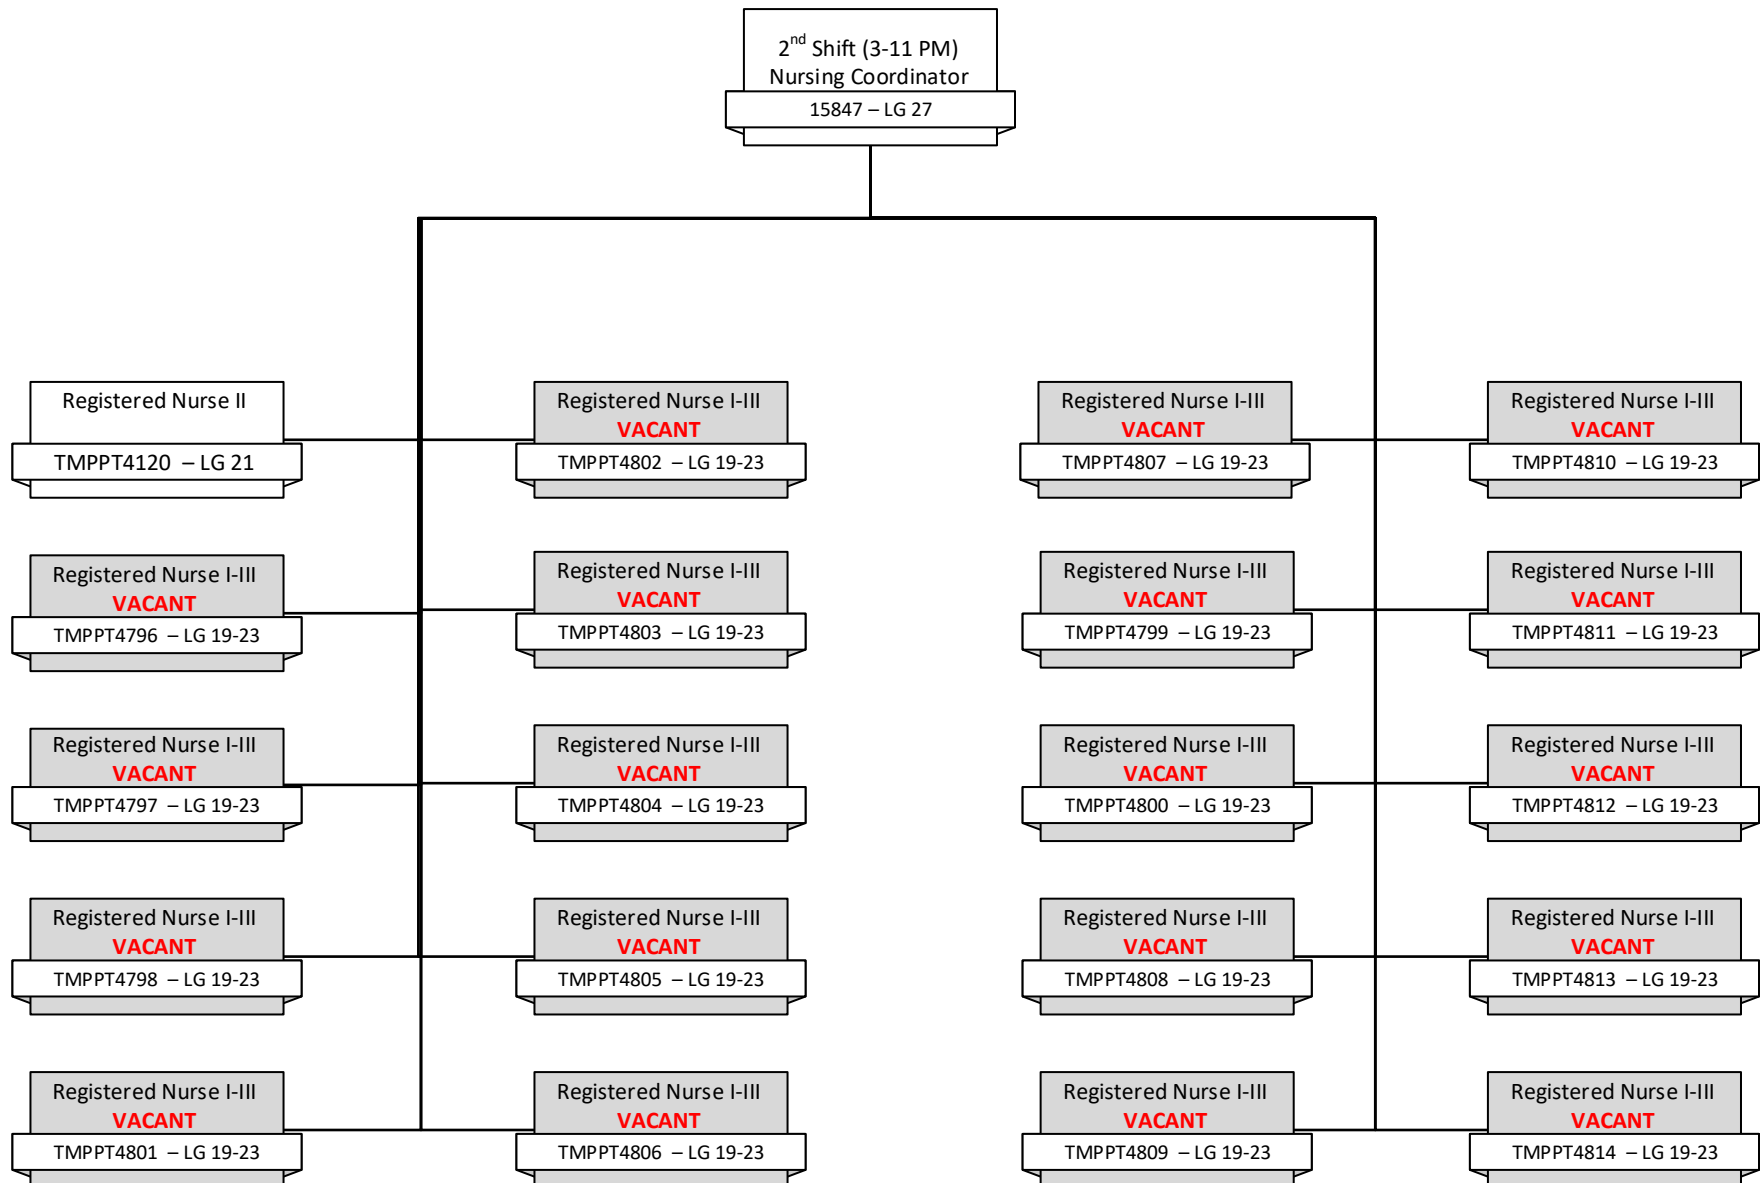 2nd Shift (3-11 PM)
Nursing Coordinator
15847 – LG 27
Registered Nurse II
TMPPT4120 – LG 21
Registered Nurse I-III
VACANT
TMPPT4802 – LG 19-23
Registered Nurse I-III
VACANT
TMPPT4807 – LG 19-23
Registered Nurse I-III
VACANT
TMPPT4810 – LG 19-23
Registered Nurse I-III
VACANT
TMPPT4796 – LG 19-23
Registered Nurse I-III
VACANT
TMPPT4803 – LG 19-23
Registered Nurse I-III
VACANT
TMPPT4799 – LG 19-23
Registered Nurse I-III
VACANT
TMPPT4811 – LG 19-23
Registered Nurse I-III
VACANT
TMPPT4797 – LG 19-23
Registered Nurse I-III
VACANT
TMPPT4804 – LG 19-23
Registered Nurse I-III
VACANT
TMPPT4800 – LG 19-23
Registered Nurse I-III
VACANT
TMPPT4812 – LG 19-23
Registered Nurse I-III
VACANT
TMPPT4798 – LG 19-23
Registered Nurse I-III
VACANT
TMPPT4805 – LG 19-23
Registered Nurse I-III
VACANT
TMPPT4808 – LG 19-23
Registered Nurse I-III
VACANT
TMPPT4813 – LG 19-23
Registered Nurse I-III
VACANT
TMPPT4801 – LG 19-23
Registered Nurse I-III
VACANT
TMPPT4806 – LG 19-23
Registered Nurse I-III
VACANT
TMPPT4809 – LG 19-23
Registered Nurse I-III
VACANT
TMPPT4814 – LG 19-23